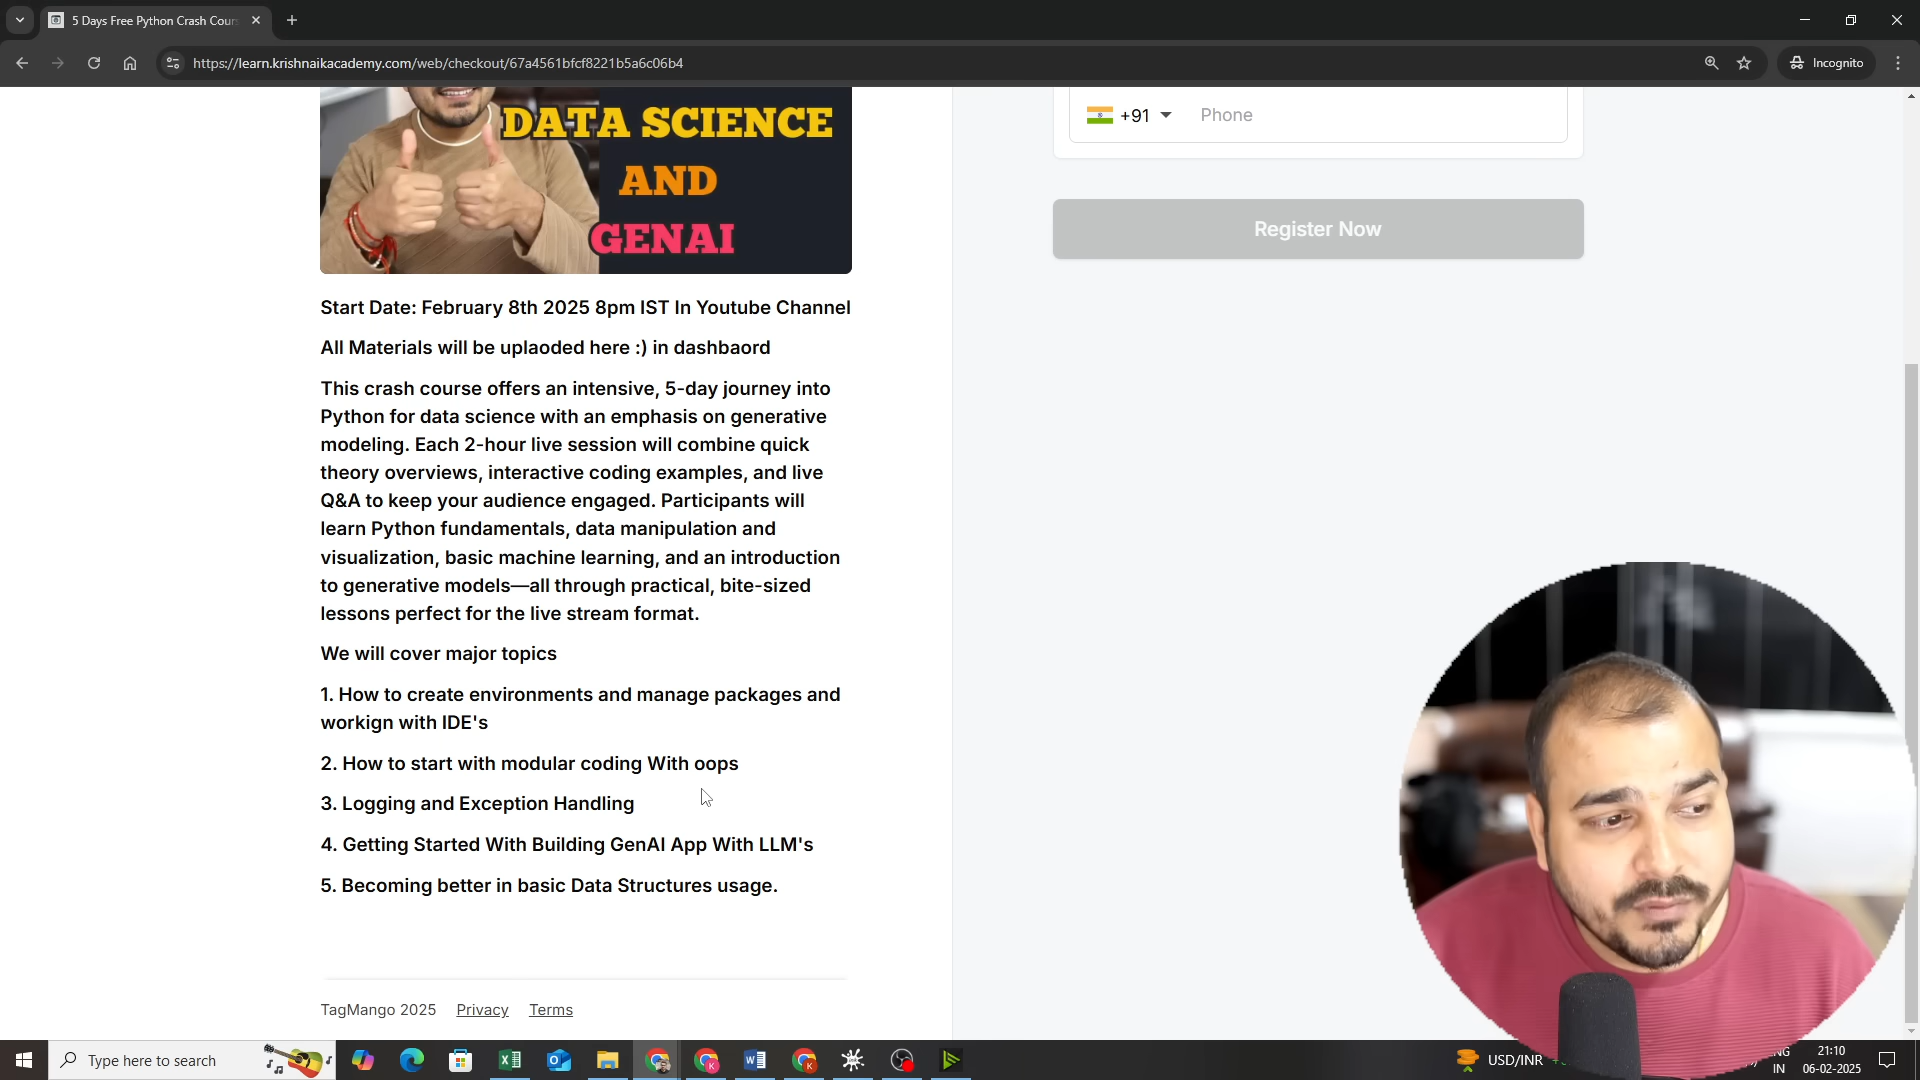 5 Days Free Python Crash Cour
https://learn.krishnaikacademy.com/web/checkout/67a4561bfcf8221b5a6c06b4
Incognito
DATA SCIENCE
AND
GENAI
Start Date: February 8th 2025 8pm IST In Youtube Channel
All Materials will be uplaoded here :) in dashbaord
This crash course offers an intensive, 5-day journey into
Python for data science with an emphasis on generative
modeling. Each 2-hour live session will combine quick
theory overviews, interactive coding examples, and live
Q&A to keep your audience engaged. Participants will
learn Python fundamentals, data manipulation and
visualization, basic machine learning, and an introduction
to generative models—all through practical, bite-sized
lessons perfect for the live stream format.
We will cover major topics
1. How to create environments and manage packages and
workign with IDE's
2. How to start with modular coding With oops
3. Logging and Exception Handling
4. Getting Started With Building GenAI App With LLM's
5. Becoming better in basic Data Structures usage.
TagMango 2025 Privacy Terms
+91 Phone
Register Now
Type here to search
USD/INR
21:10
IN 06-02-2025